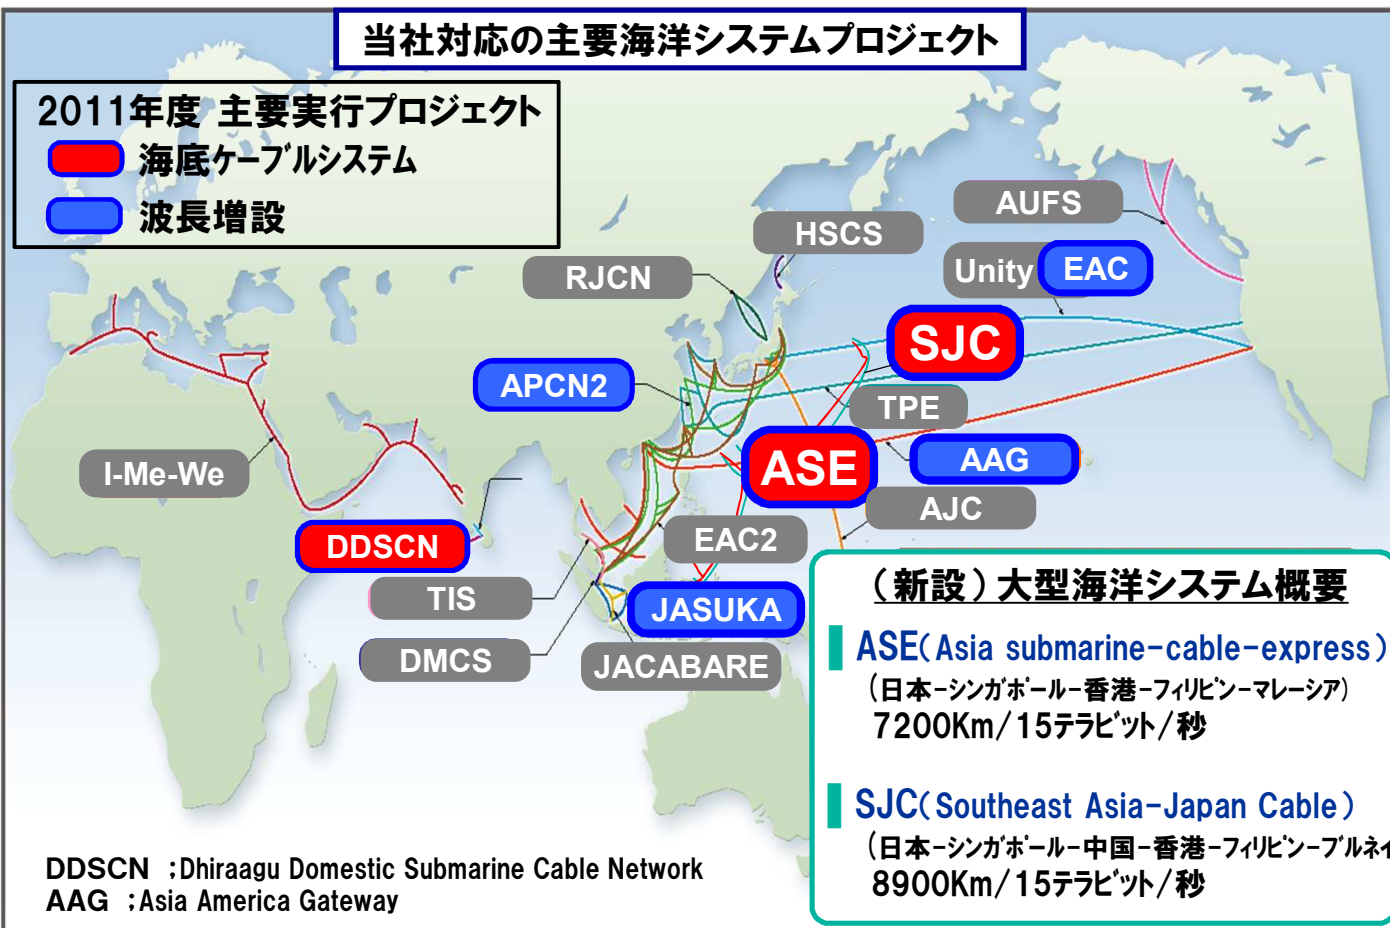 当社対応の主要海洋システムプロジェクト
2011年度 主要実行プロジェクト
海底ケーブルシステム
波長増設
AUFS
HSCS
Unity
EAC
RJCN
SJC
APCN2
TPE
ASE
AAG
I-Me-We
AJC
DDSCN
EAC2
TIS
JASUKA
DMCS
JACABARE
(新設)大型海洋システム概要
ASE(Asia submarine-cable-express)
(日本-シンガポール-香港-フィリピン-マレーシア)
7200Km/15テラビット/秒
SJC(Southeast Asia-Japan Cable)
(日本-シンガポール-中国-香港-フィリピン-ブルネイ
8900Km/15テラビット/秒
DDSCN ;Dhiraagu Domestic Submarine Cable Network
AAG ;Asia America Gateway